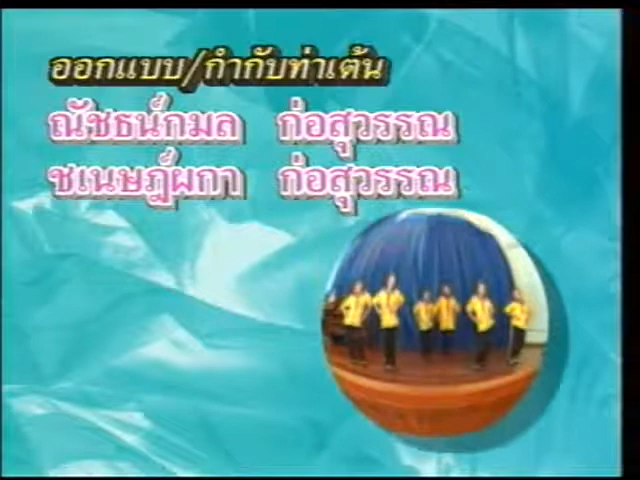 ออกแบบ/กำกับท่าเต้น
ณัชธน์กมล ก่อสุวรรณ
ชเนษฎ์ผกา ก่อสุวรรณ